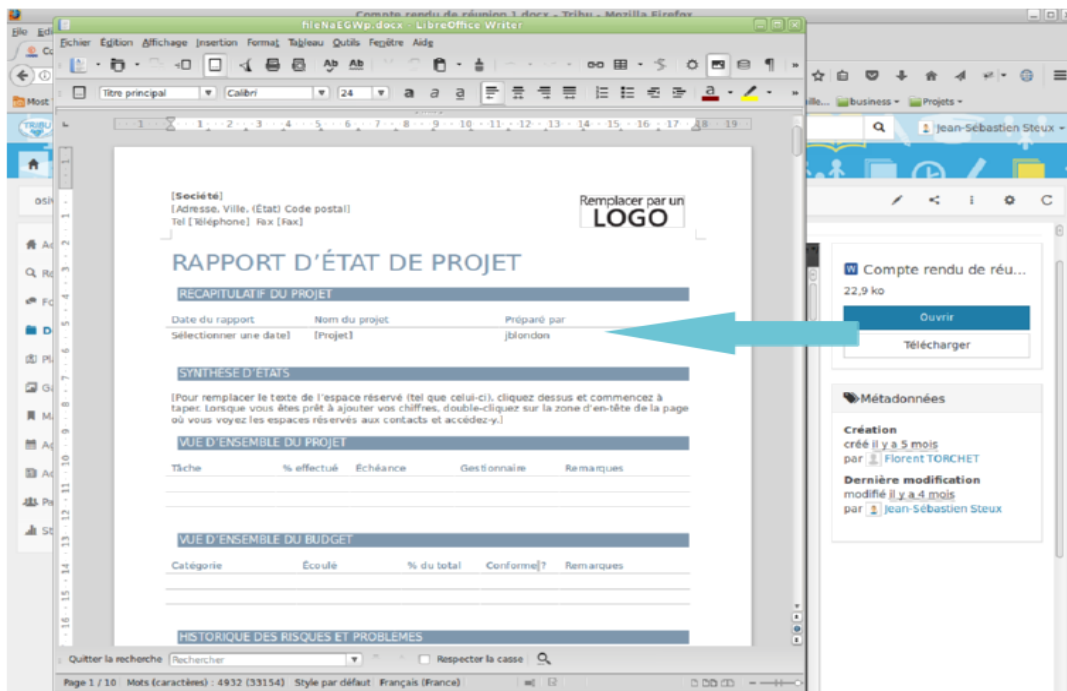 Compte rendu de réunion 1.docx - Tribu - Mozilla Firefox
fileNaEGWp.docx - LibreOffice Writer
Fichier Édition Affichage Insertion Format Tableau Outils Fenêtre Aide
Titre principal Calibri 24
Most
business Projets
TRIBU
Jean-Sébastien Steux
[Société]
[Adresse, Ville, (État) Code postal]
Tel [Téléphone] Fax [Fax]
Remplacer par un
LOGO
RAPPORT D'ÉTAT DE PROJET
RÉCAPITULATIF DU PROJET
Date du rapport Nom du projet Préparé par
Sélectionner une date] [Projet] jblondon
SYNTHÈSE D'ÉTATS
[Pour remplacer le texte de l'espace réservé (tel que celui-ci), cliquez dessus et commencez à
taper. Lorsque vous êtes prêt à ajouter vos chiffres, double-cliquez sur la zone d'en-tête de la page
où vous voyez les espaces réservés aux contacts et accédez-y.]
VUE D'ENSEMBLE DU PROJET
Tâche % effectué Échéance Gestionnaire Remarques
VUE D'ENSEMBLE DU BUDGET
Catégorie Écoulé % du total Conforme ? Remarques
HISTORIQUE DES RISQUES ET PROBLÈMES
Quitter la recherche Rechercher Respecter la casse
Page 1 / 10 Mots (caractères) : 4932 (33154) Style par défaut Français (France)
Compte rendu de réu...
22,9 ko
Ouvrir
Télécharger
Métadonnées
Création
créé il y a 5 mois
par Florent TORCHET
Dernière modification
modifié il y a 4 mois
par Jean-Sébastien Steux